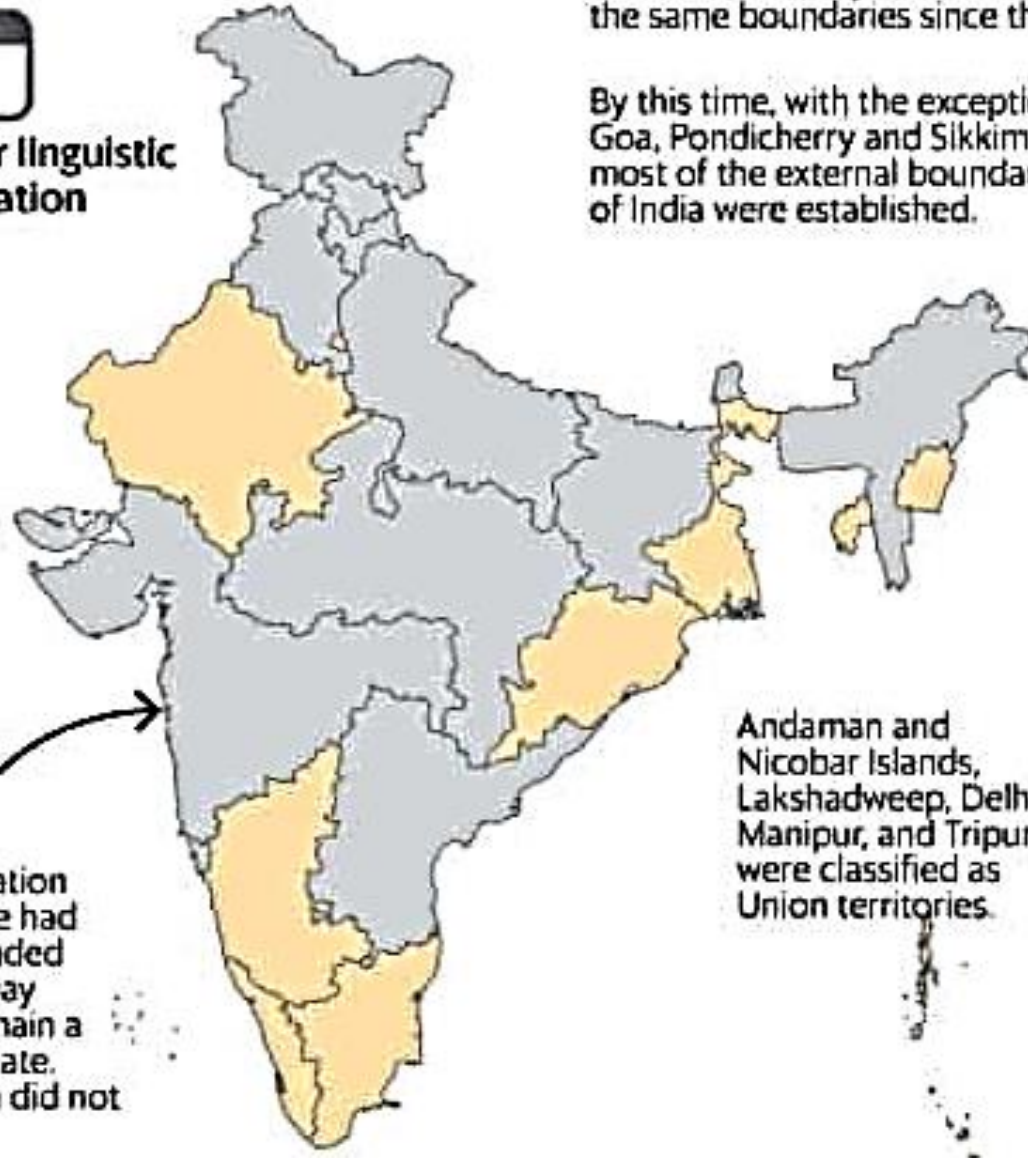 the same boundaries since th
By this time, with the excepti
Goa, Pondicherry and Sikkim
most of the external bounda
of India were established.
r linguistic
ation
Andaman and
Nicobar Islands,
Lakshadweep, Delh
Manipur, and Tripur
were classified as
Union territories.
ation
e had
nded
ay
nain a
ate.
did not